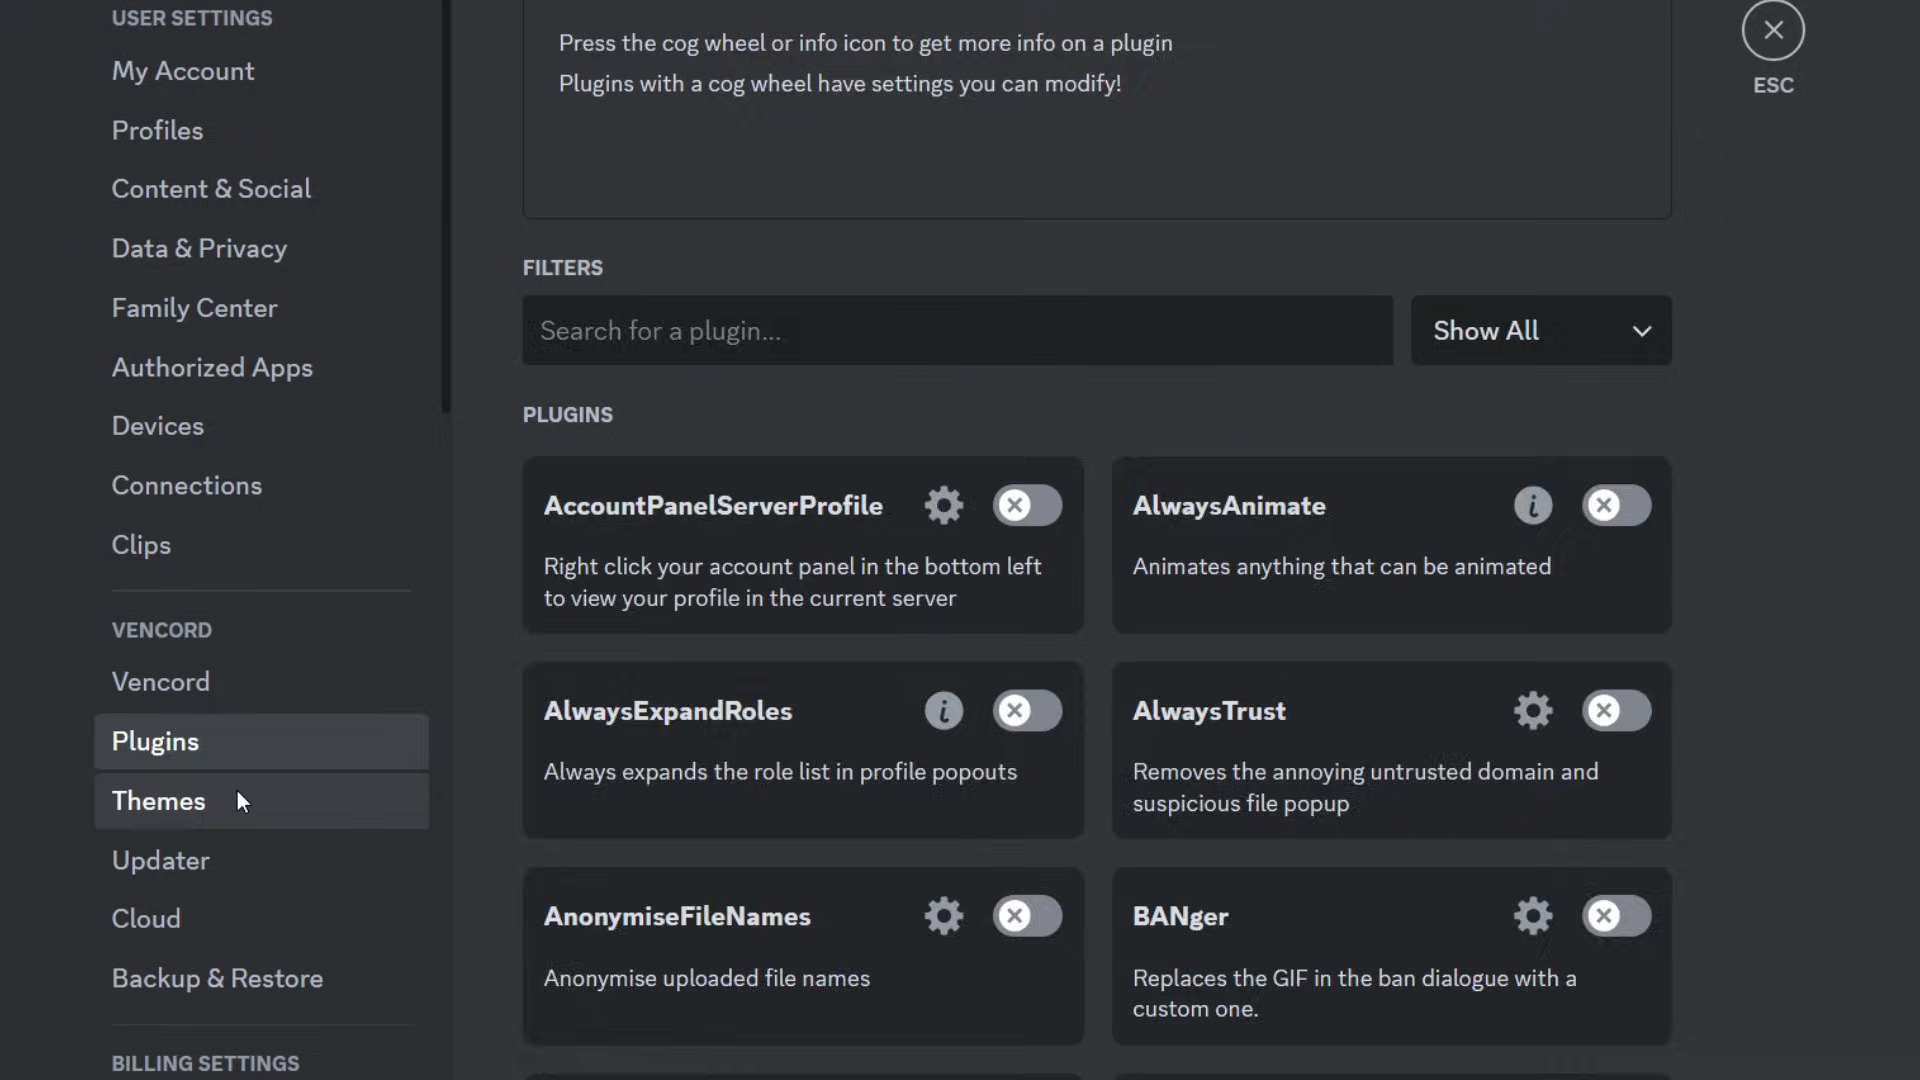 USER SETTINGS
My Account
Profiles
Content & Social
Data & Privacy
Family Center
Authorized Apps
Devices
Connections
Clips
VENCORD
Vencord
Plugins
Themes
Updater
Cloud
Backup & Restore
BILLING SETTINGS
Press the cog wheel or info icon to get more info on a plugin
Plugins with a cog wheel have settings you can modify!
ESC
FILTERS
Search for a plugin...
Show All
PLUGINS
AccountPanelServerProfile
Right click your account panel in the bottom left
to view your profile in the current server
AlwaysAnimate
Animates anything that can be animated
AlwaysExpandRoles
Always expands the role list in profile popouts
AlwaysTrust
Removes the annoying untrusted domain and
suspicious file popup
AnonymiseFileNames
Anonymise uploaded file names
BANger
Replaces the GIF in the ban dialogue with a
custom one.